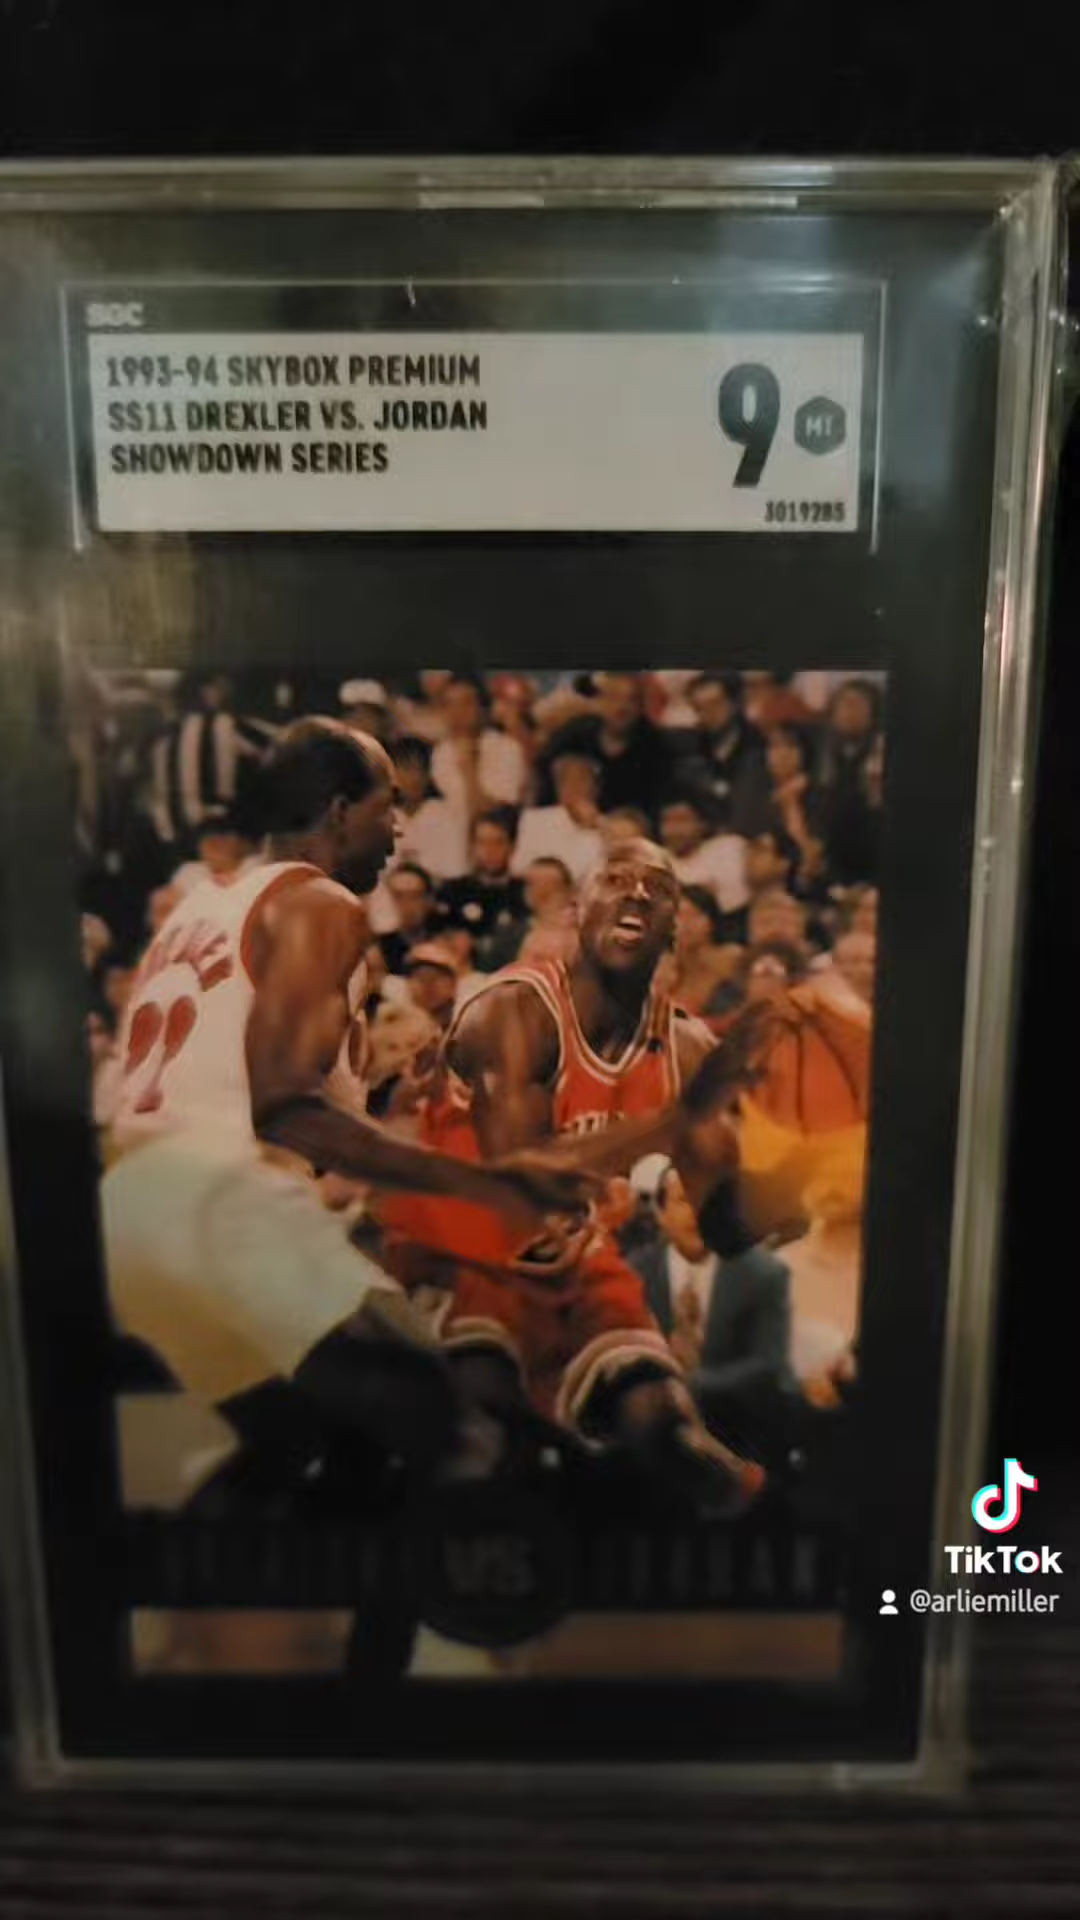 SGC
1993-94 SKYBOX PREMIUM
SS11 DREXLER VS. JORDAN
SHOWDOWN SERIES
9 MT
3019285
VS
TikTok
@arliemiller